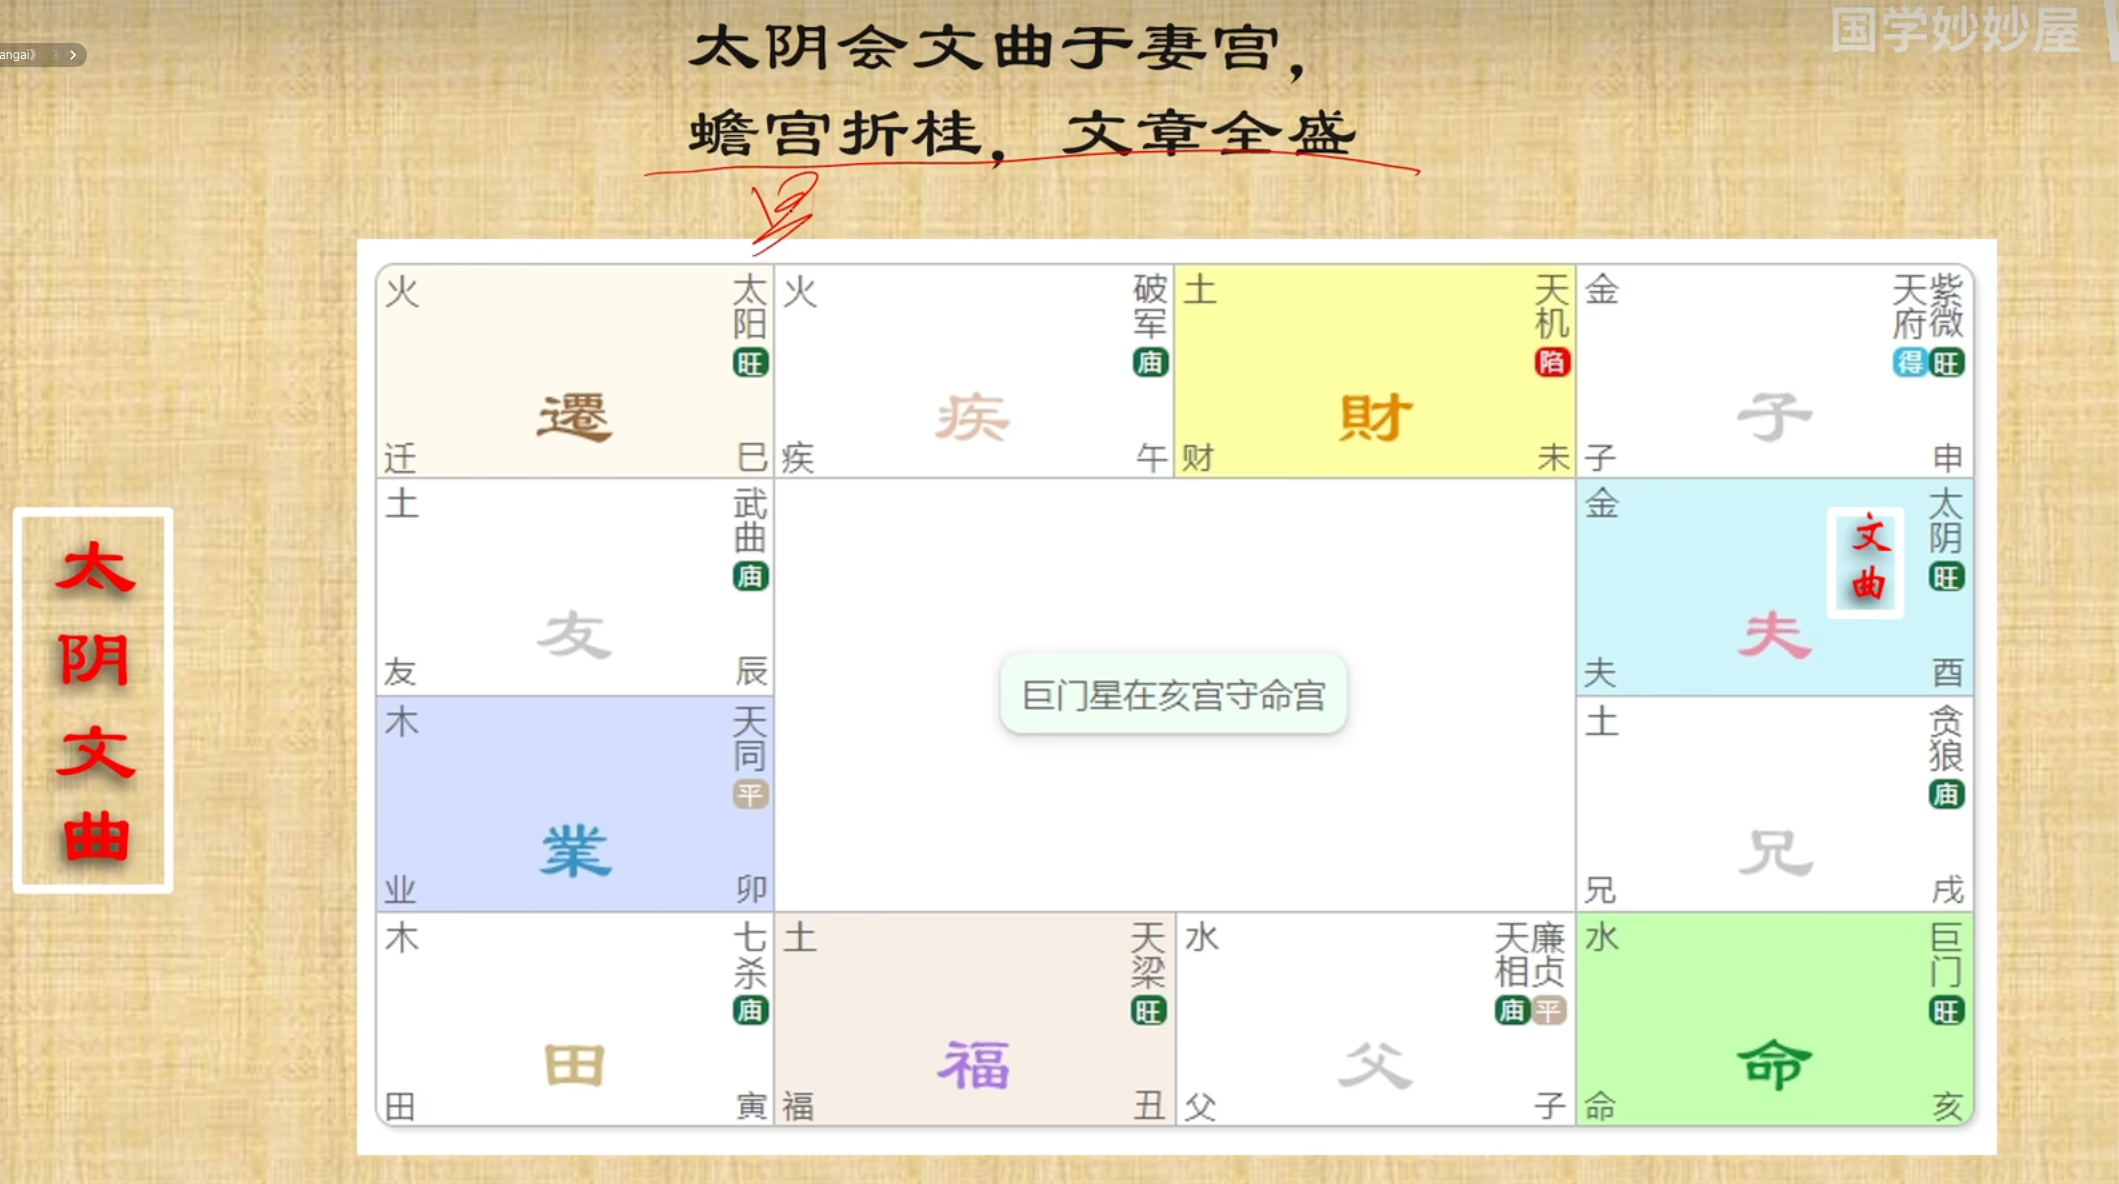 国学妙妙屋
angai》
太阴会文曲于妻宫，
蟾宫折桂，文章全盛
太阴文曲
火
太阳
旺
遷
迁
巳
火
破军
庙
疾
疾
午
土
天机
陷
財
财
未
金
天府
得
紫微
旺
子
子
申
土
武曲
庙
友
友
辰
金
文曲
太阴
旺
夫
夫
酉
巨门星在亥宫守命宫
木
天同
平
業
业
卯
土
贪狼
庙
兄
兄
戌
木
七杀
庙
田
田
寅
土
天梁
旺
福
福
丑
水
天相
庙
廉贞
平
父
父
子
水
巨门
旺
命
命
亥